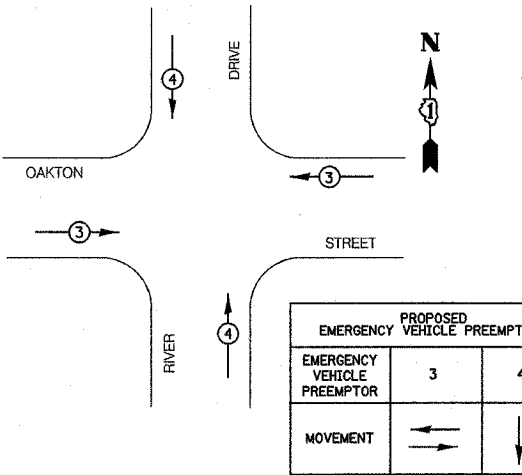 DRIVE
N
4
1
OAKTON
3
3
STREET
4
RIVER
PROPOSED
EMERGENCY VEHICLE PREEMPT
EMERGENCY
VEHICLE
PREEMPTOR
3
4
MOVEMENT